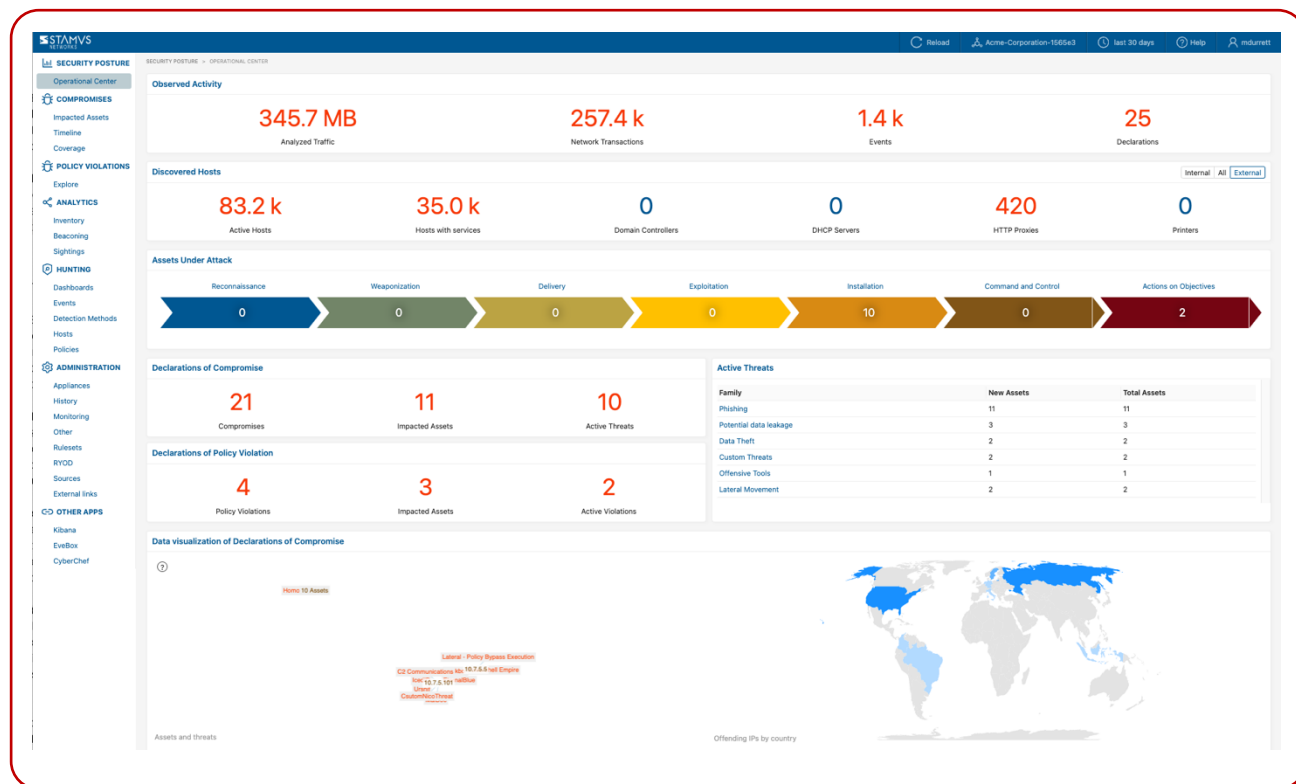 STAMVS
NETWORKS
Reload
Acme-Corporation-1565e3
last 30 days
Help
mdurrett
SECURITY POSTURE
Operational Center
COMPROMISES
Impacted Assets
Timeline
Coverage
POLICY VIOLATIONS
Explore
ANALYTICS
Inventory
Beaconing
Sightings
HUNTING
Dashboards
Events
Detection Methods
Hosts
Policies
ADMINISTRATION
Appliances
History
Monitoring
Other
Rulesets
RYOD
Sources
External links
OTHER APPS
Kibana
EveBox
CyberChef
SECURITY POSTURE > OPERATIONAL CENTER
Observed Activity
345.7 MB 257.4 k 1.4 k 25
Analyzed Traffic Network Transactions Events Declarations
Discovered Hosts Internal All External
83.2 k 35.0 k 0 0 420 0
Active Hosts Hosts with services Domain Controllers DHCP Servers HTTP Proxies Printers
Assets Under Attack
Reconnaissance Weaponization Delivery Exploitation Installation Command and Control Actions on Objectives
0 0 0 0 10 0 2
Declarations of Compromise
21 11 10
Compromises Impacted Assets Active Threats
Declarations of Policy Violation
4 3 2
Policy Violations Impacted Assets Active Violations
Active Threats
Family New Assets Total Assets
Phishing 11 11
Potential data leakage 3 3
Data Theft 2 2
Custom Threats 2 2
Offensive Tools 1 1
Lateral Movement 2 2
Data visualization of Declarations of Compromise
?
Homo 10 Assets
Lateral - Policy Bypass Execution
C2 Communications 10.7.5.5 Empire
10.7.5.101
CsutomNicoThreat
Assets and threats
Offending IPs by country